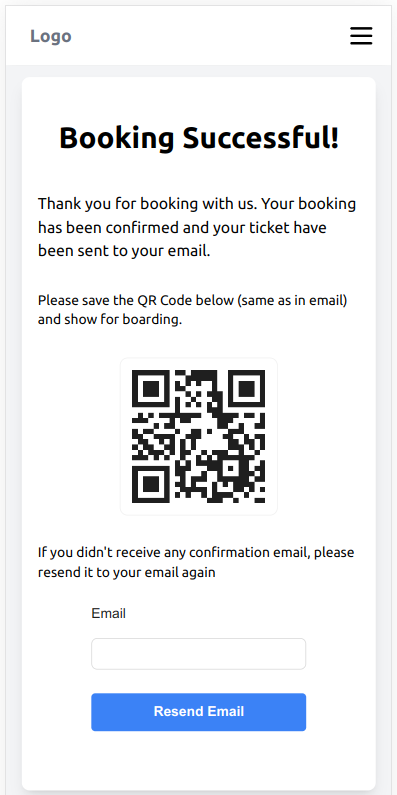 Logo
Booking Successful!
Thank you for booking with us. Your booking
has been confirmed and your ticket have
been sent to your email.
Please save the QR Code below (same as in email)
and show for boarding.
If you didn't receive any confirmation email, please
resend it to your email again
Email
Resend Email